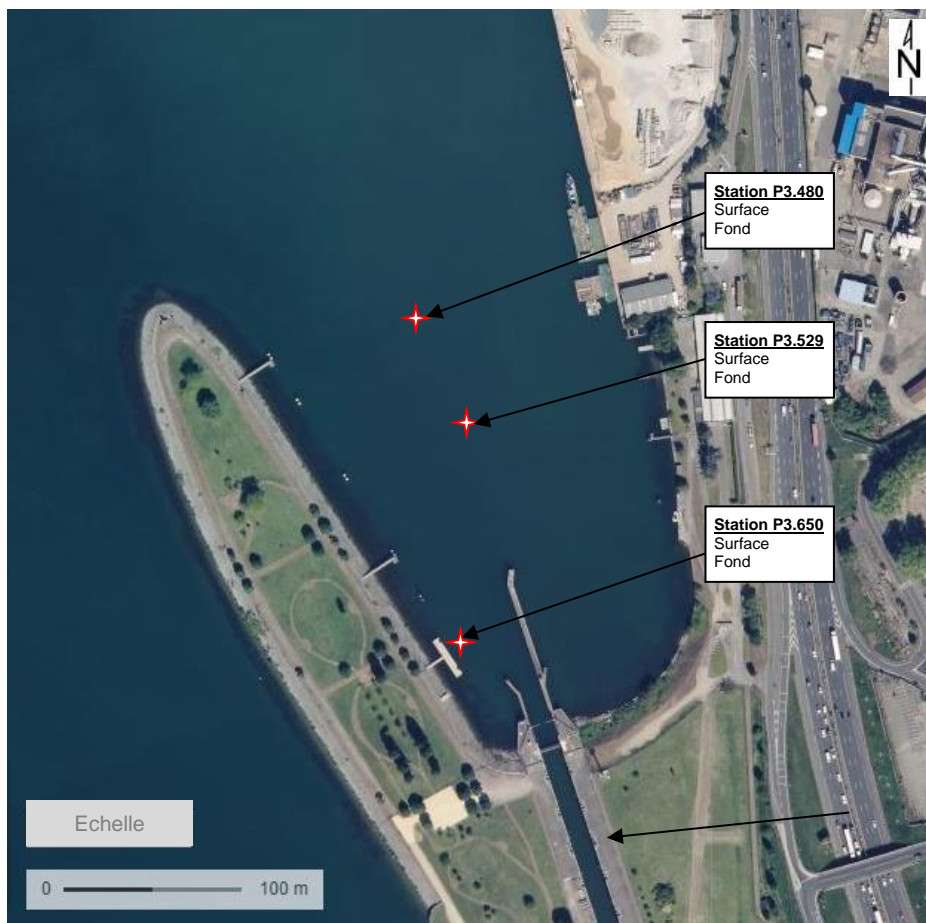 N
Station P3.480
Surface
Fond
Station P3.529
Surface
Fond
Station P3.650
Surface
Fond
Echelle
0 100 m